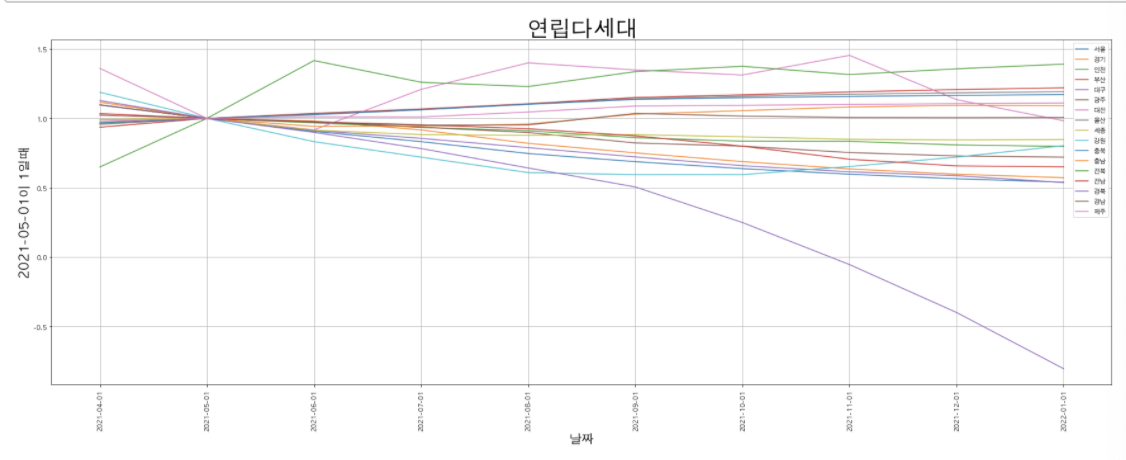 연립다세대
1.5
1.0
0.5
0.0
-0.5
2021-05-01이 1일때
2021-04-01
2021-05-01
2021-06-01
2021-07-01
2021-08-01
2021-09-01
2021-10-01
2021-11-01
2021-12-01
2022-01-01
날짜
서울
경기
인천
부산
대구
광주
대전
울산
세종
강원
충북
충남
전북
전남
경북
경남
제주